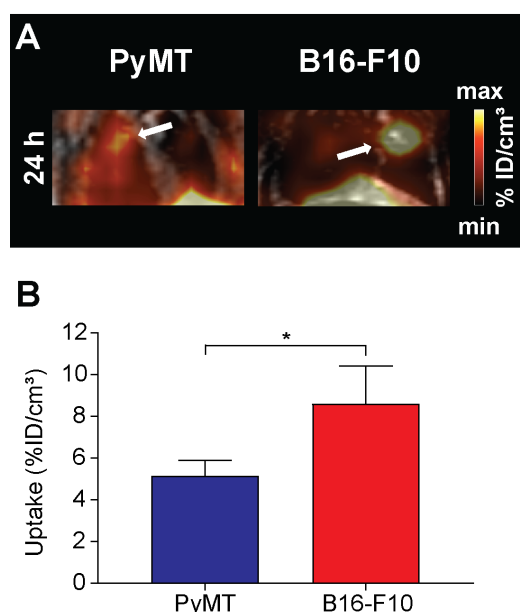 A
PyMT
B16-F10
24 h
max
% ID/cm³
min
B
Uptake (%ID/cm³)
12
10
8
6
4
2
0
*
PyMT
B16-F10